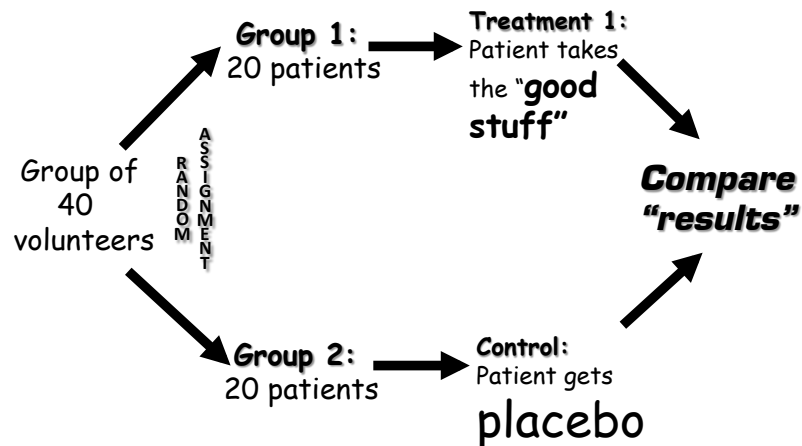 Group of
40
volunteers
RANDOM
ASSIGNMENT
Group 1:
20 patients
Treatment 1:
Patient takes
the “good
stuff”
Group 2:
20 patients
Control:
Patient gets
placebo
Compare
“results”